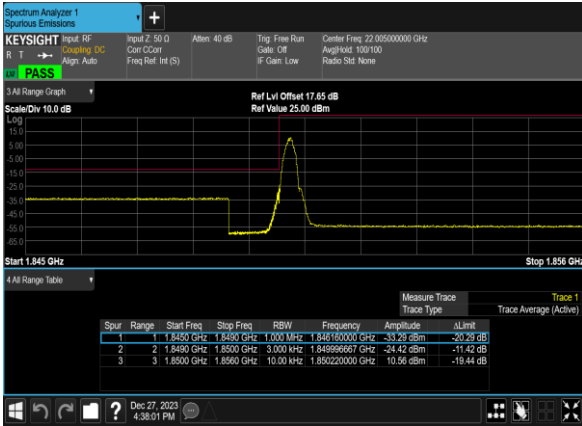 Spectrum Analyzer 1
Spurious Emissions
KEYSIGHT Input: RF Input Z: 50 Ω Atten: 40 dB Trig: Free Run Center Freq: 22.005000000 GHz
R T Coupling: DC Corr CCorr Gate: Off Avg|Hold: 100/100
Align: Auto Freq Ref: Int (S) IF Gain: Low Radio Std: None
PASS
3 All Range Graph
Ref Lvl Offset 17.65 dB
Scale/Div 10.0 dB Ref Value 25.00 dBm
Log
15.0
5.00
-5.00
-15.0
-25.0
-35.0
-45.0
-55.0
-65.0
Start 1.845 GHz Stop 1.856 GHz
4 All Range Table
Measure Trace Trace 1
Trace Type Trace Average (Active)
Spur Range Start Freq Stop Freq RBW Frequency Amplitude ΔLimit
1 1 1.8450 GHz 1.8490 GHz 1.000 MHz 1.846160000 GHz -33.29 dBm -20.29 dB
2 2 1.8490 GHz 1.8500 GHz 3.000 kHz 1.849996667 GHz -24.42 dBm -11.42 dB
3 3 1.8500 GHz 1.8560 GHz 10.00 kHz 1.850220000 GHz 10.56 dBm -19.44 dB
Dec 27, 2023
4:38:01 PM